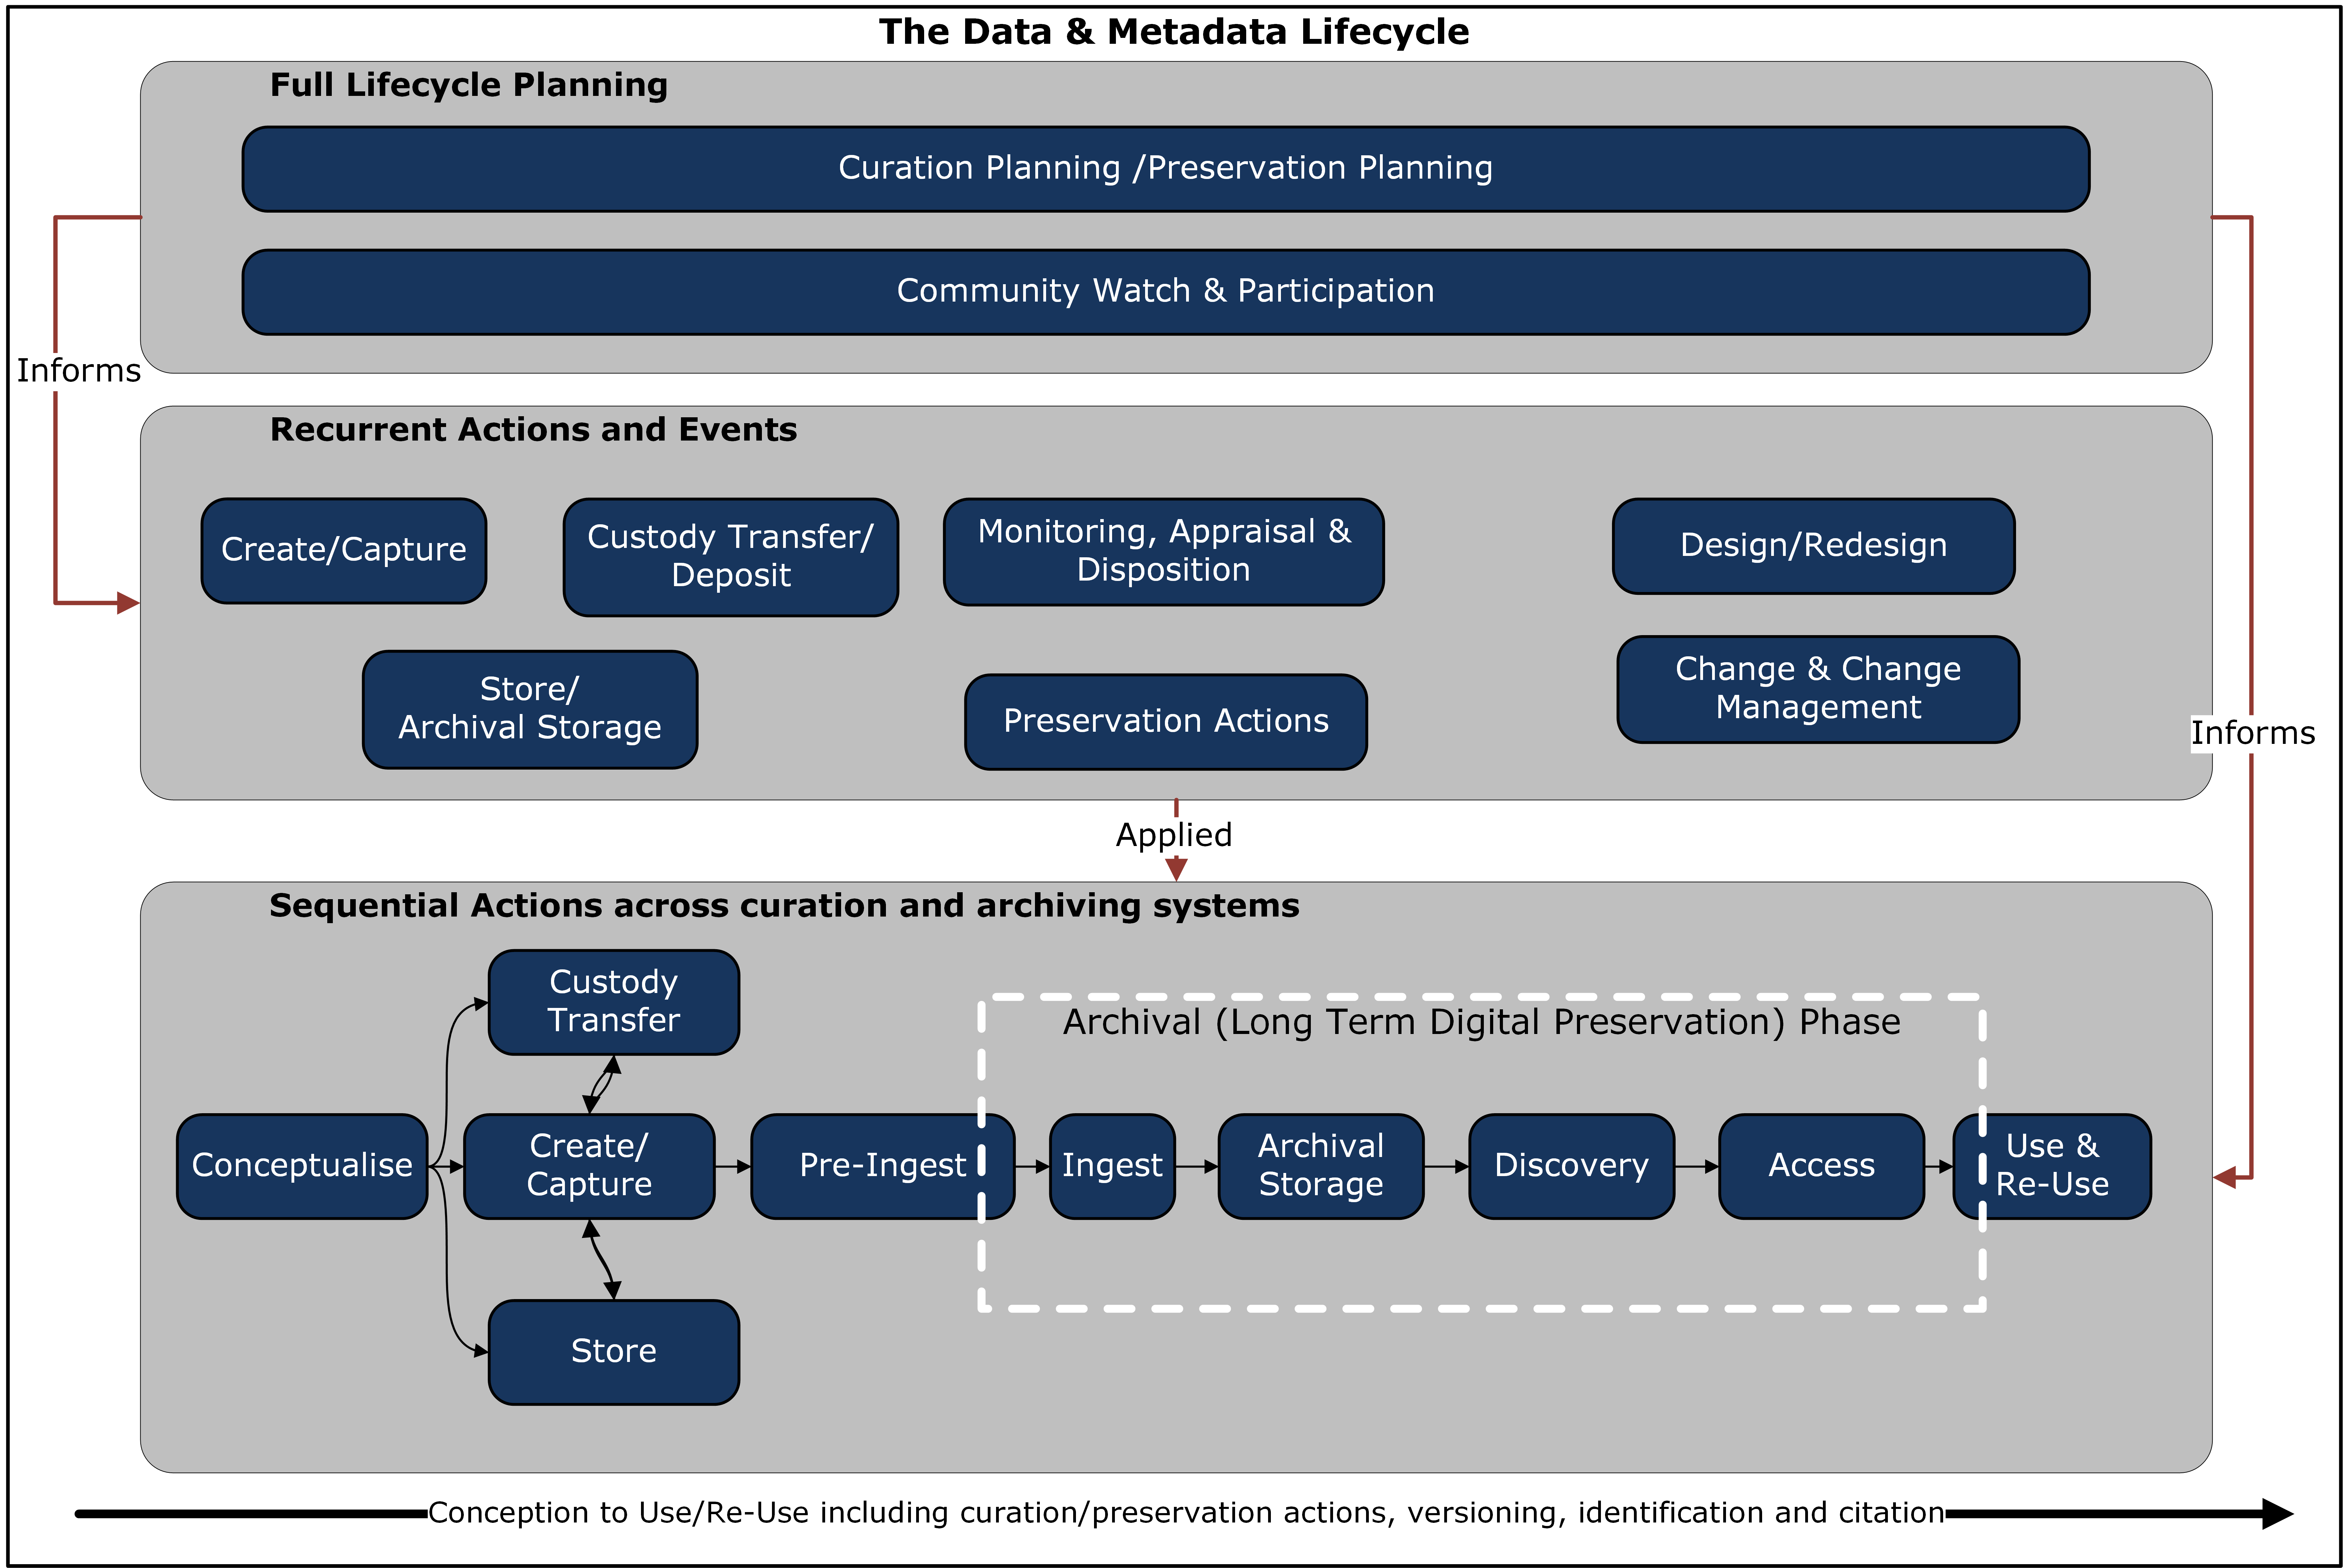 The Data & Metadata Lifecycle
Full Lifecycle Planning
Curation Planning /Preservation Planning
Community Watch & Participation
Informs
Recurrent Actions and Events
Create/Capture
Custody Transfer/
Deposit
Monitoring, Appraisal &
Disposition
Design/Redesign
Store/
Archival Storage
Preservation Actions
Change & Change
Management
Informs
Applied
Sequential Actions across curation and archiving systems
Custody
Transfer
Archival (Long Term Digital Preservation) Phase
Conceptualise
Create/
Capture
Pre-Ingest
Ingest
Archival
Storage
Discovery
Access
Use &
Re-Use
Store
Conception to Use/Re-Use including curation/preservation actions, versioning, identification and citation